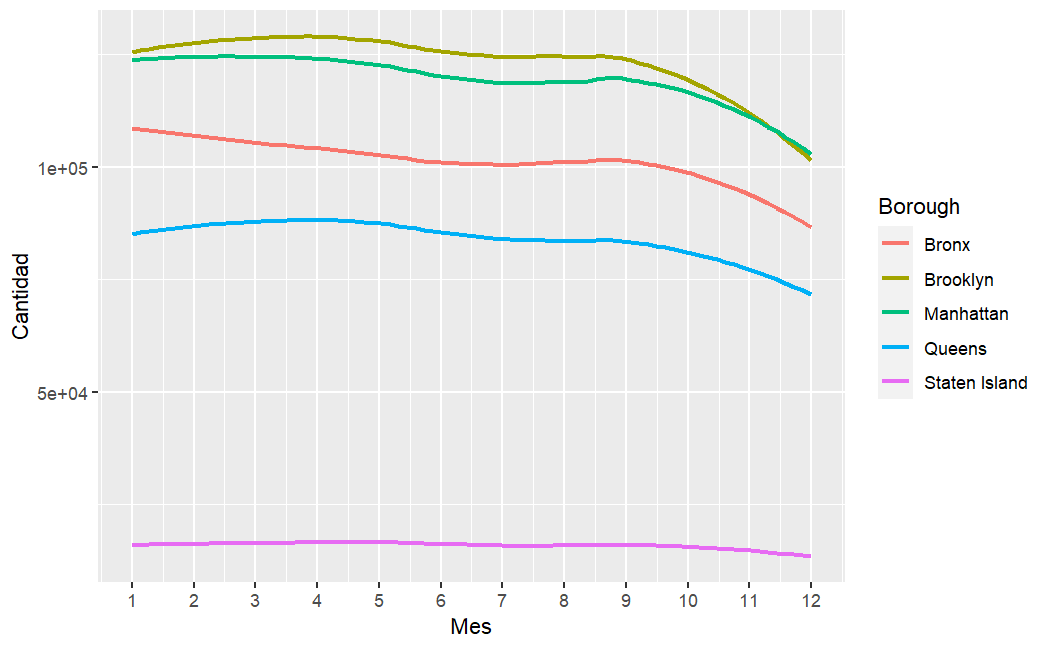 1e+05
5e+04
Cantidad
1 2 3 4 5 6 7 8 9 10 11 12
Mes
Borough
Bronx
Brooklyn
Manhattan
Queens
Staten Island